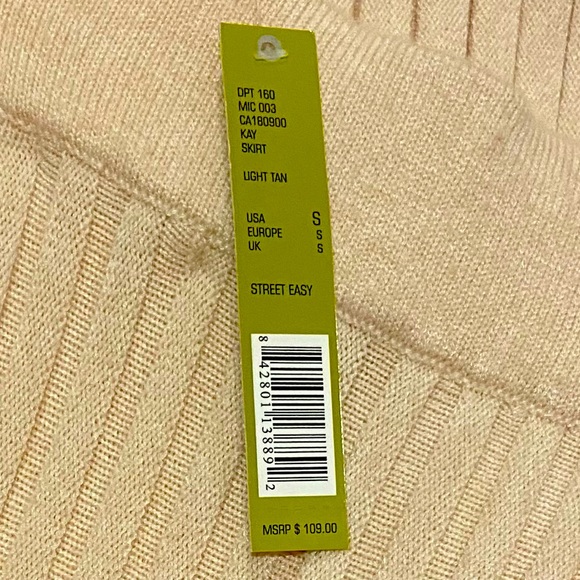 DPT 160
MIC 003
CA180900
KAY
SKIRT
LIGHT TAN
USA S
EUROPE S
UK S
STREET EASY
8 42801 13889 2
MSRP $ 109.00